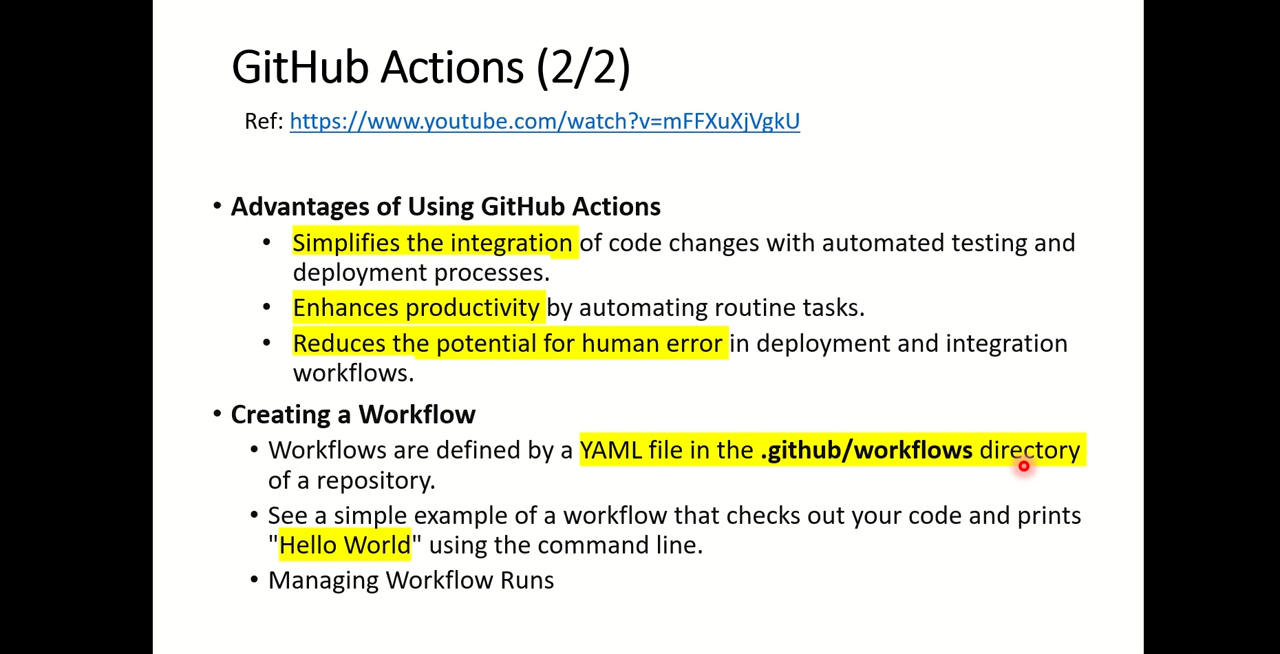 GitHub Actions (2/2)
Ref: https://www.youtube.com/watch?v=mFFXuXjVgkU
• Advantages of Using GitHub Actions
• Simplifies the integration of code changes with automated testing and
deployment processes.
• Enhances productivity by automating routine tasks.
• Reduces the potential for human error in deployment and integration
workflows.
• Creating a Workflow
• Workflows are defined by a YAML file in the .github/workflows directory
of a repository.
• See a simple example of a workflow that checks out your code and prints
"Hello World" using the command line.
• Managing Workflow Runs